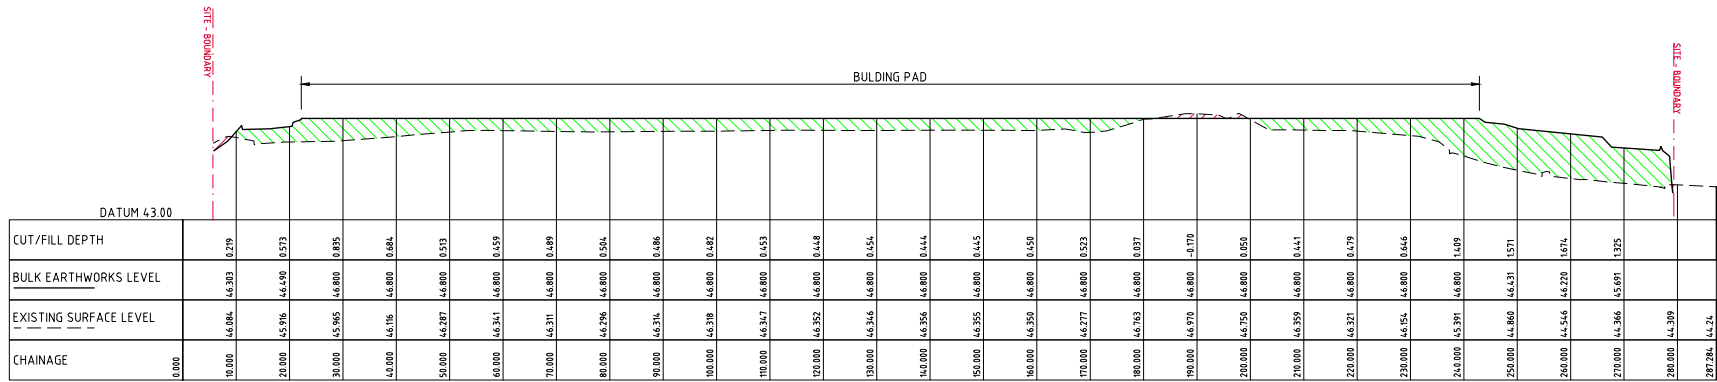 SITE - BOUNDARY
SITE - BOUNDARY
BULDING PAD
DATUM 43.00
CUT/FILL DEPTH 0.219 0.573 0.835 0.684 0.513 0.459 0.489 0.504 0.486 0.482 0.453 0.448 0.454 0.444 0.445 0.450 0.523 0.037 -0.170 0.050 0.441 0.479 0.646 1.409 1.571 1.674 1.325
BULK EARTHWORKS LEVEL 46.303 46.490 46.800 46.800 46.800 46.800 46.800 46.800 46.800 46.800 46.800 46.800 46.800 46.800 46.800 46.800 46.800 46.800 46.800 46.800 46.800 46.800 46.800 46.800 46.431 46.220 45.691
EXISTING SURFACE LEVEL 46.084 45.916 45.965 46.116 46.287 46.341 46.311 46.296 46.314 46.318 46.347 46.352 46.346 46.356 46.355 46.350 46.277 46.763 46.970 46.750 46.359 46.321 46.154 45.391 44.860 44.546 44.366 44.309 44.24
CHAINAGE 0.000 10.000 20.000 30.000 40.000 50.000 60.000 70.000 80.000 90.000 100.000 110.000 120.000 130.000 140.000 150.000 160.000 170.000 180.000 190.000 200.000 210.000 220.000 230.000 240.000 250.000 260.000 270.000 280.000 287.284